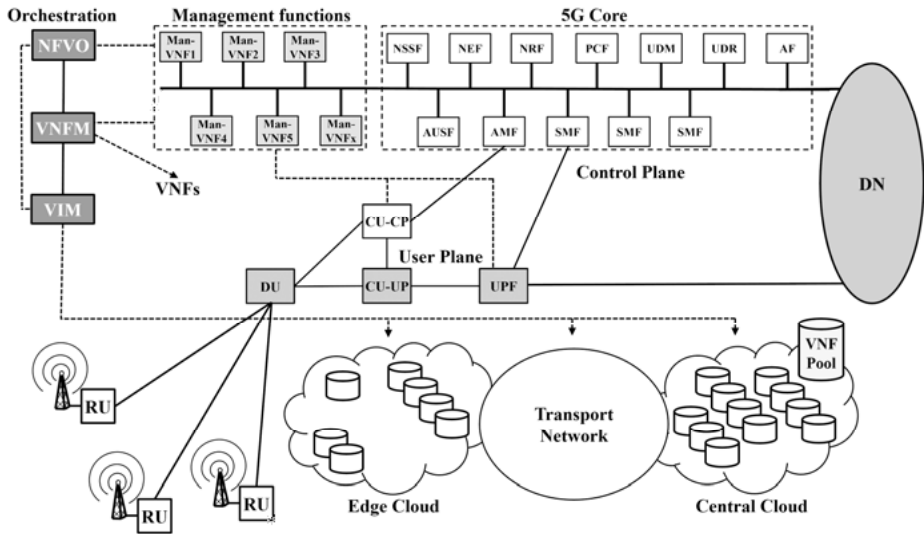 Orchestration
Management functions
5G Core
NFVO
VNFM
VIM
VNFs
Man-
VNF1
Man-
VNF2
Man-
VNF3
Man-
VNF4
Man-
VNF5
Man-
VNFx
NSSF
NEF
NRF
PCF
UDM
UDR
AF
AUSF
AMF
SMF
SMF
SMF
Control Plane
DN
CU-CP
User Plane
DU
CU-UP
UPF
RU
RU
RU
VNF
Pool
Transport
Network
Edge Cloud
Central Cloud